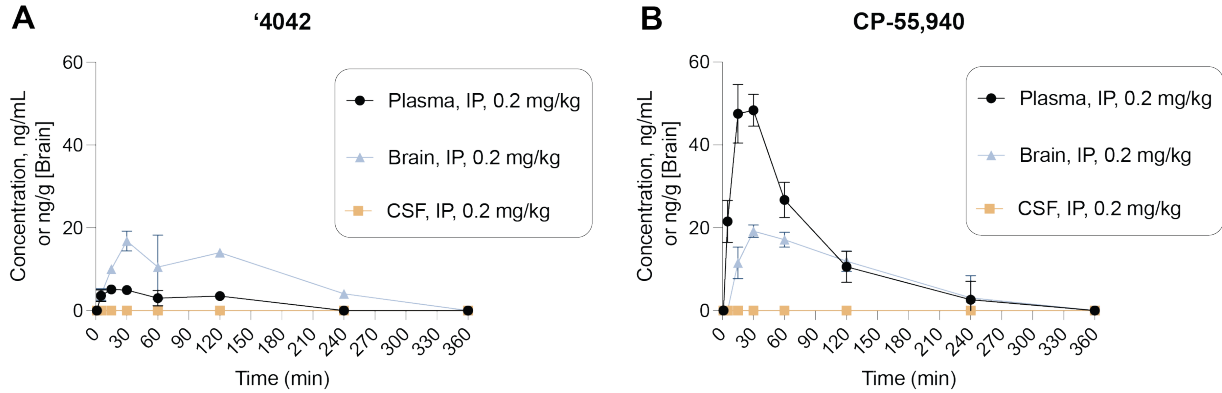 A
'4042
60
40
20
0
Concentration, ng/mL
or ng/g [Brain]
Plasma, IP, 0.2 mg/kg
Brain, IP, 0.2 mg/kg
CSF, IP, 0.2 mg/kg
0 30 60 90 120 150 180 210 240 270 300 330 360
Time (min)
B
CP-55,940
60
40
20
0
Concentration, ng/mL
or ng/g [Brain]
Plasma, IP, 0.2 mg/kg
Brain, IP, 0.2 mg/kg
CSF, IP, 0.2 mg/kg
0 30 60 90 120 150 180 210 240 270 300 330 360
Time (min)